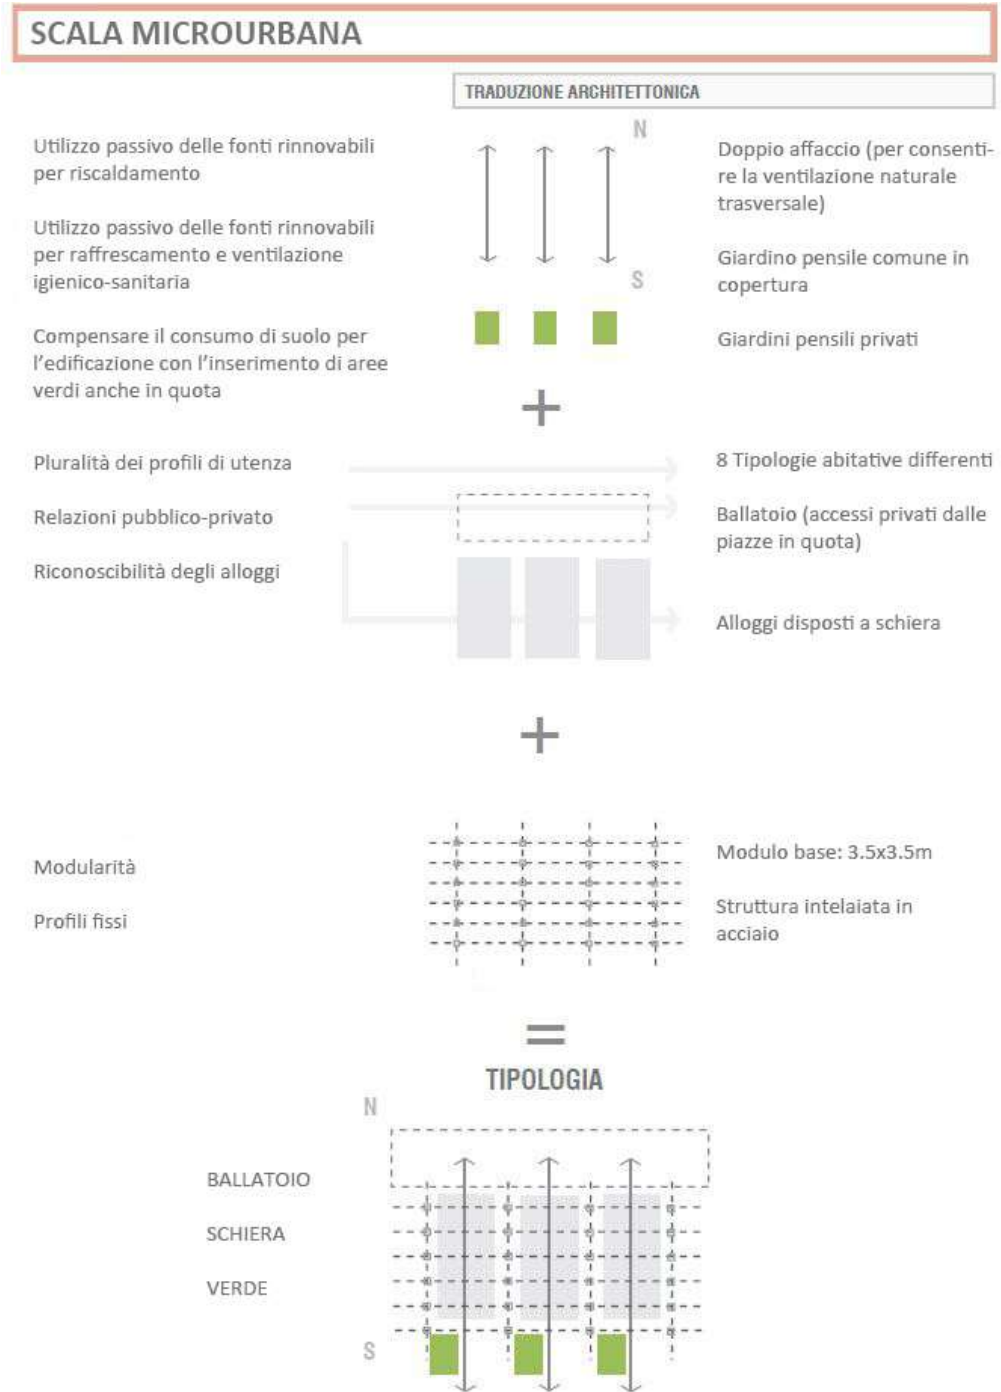 SCALA MICROURBANA
TRADUZIONE ARCHITETTONICA
Utilizzo passivo delle fonti rinnovabili
per riscaldamento
Utilizzo passivo delle fonti rinnovabili
per raffrescamento e ventilazione
igienico-sanitaria
Compensare il consumo di suolo per
l'edificazione con l'inserimento di aree
verdi anche in quota
N
S
Doppio affaccio (per consenti-
re la ventilazione naturale
trasversale)
Giardino pensile comune in
copertura
Giardini pensili privati
+
Pluralità dei profili di utenza
Relazioni pubblico-privato
Riconoscibilità degli alloggi
8 Tipologie abitative differenti
Ballatoio (accessi privati dalle
piazze in quota)
Alloggi disposti a schiera
+
Modularità
Profili fissi
Modulo base: 3.5x3.5m
Struttura intelaiata in
acciaio
=
TIPOLOGIA
N
BALLATOIO
SCHIERA
VERDE
S